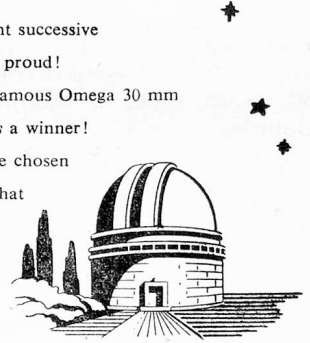 nt successive
proud!
amous Omega 30 mm
a winner!
e chosen
hat